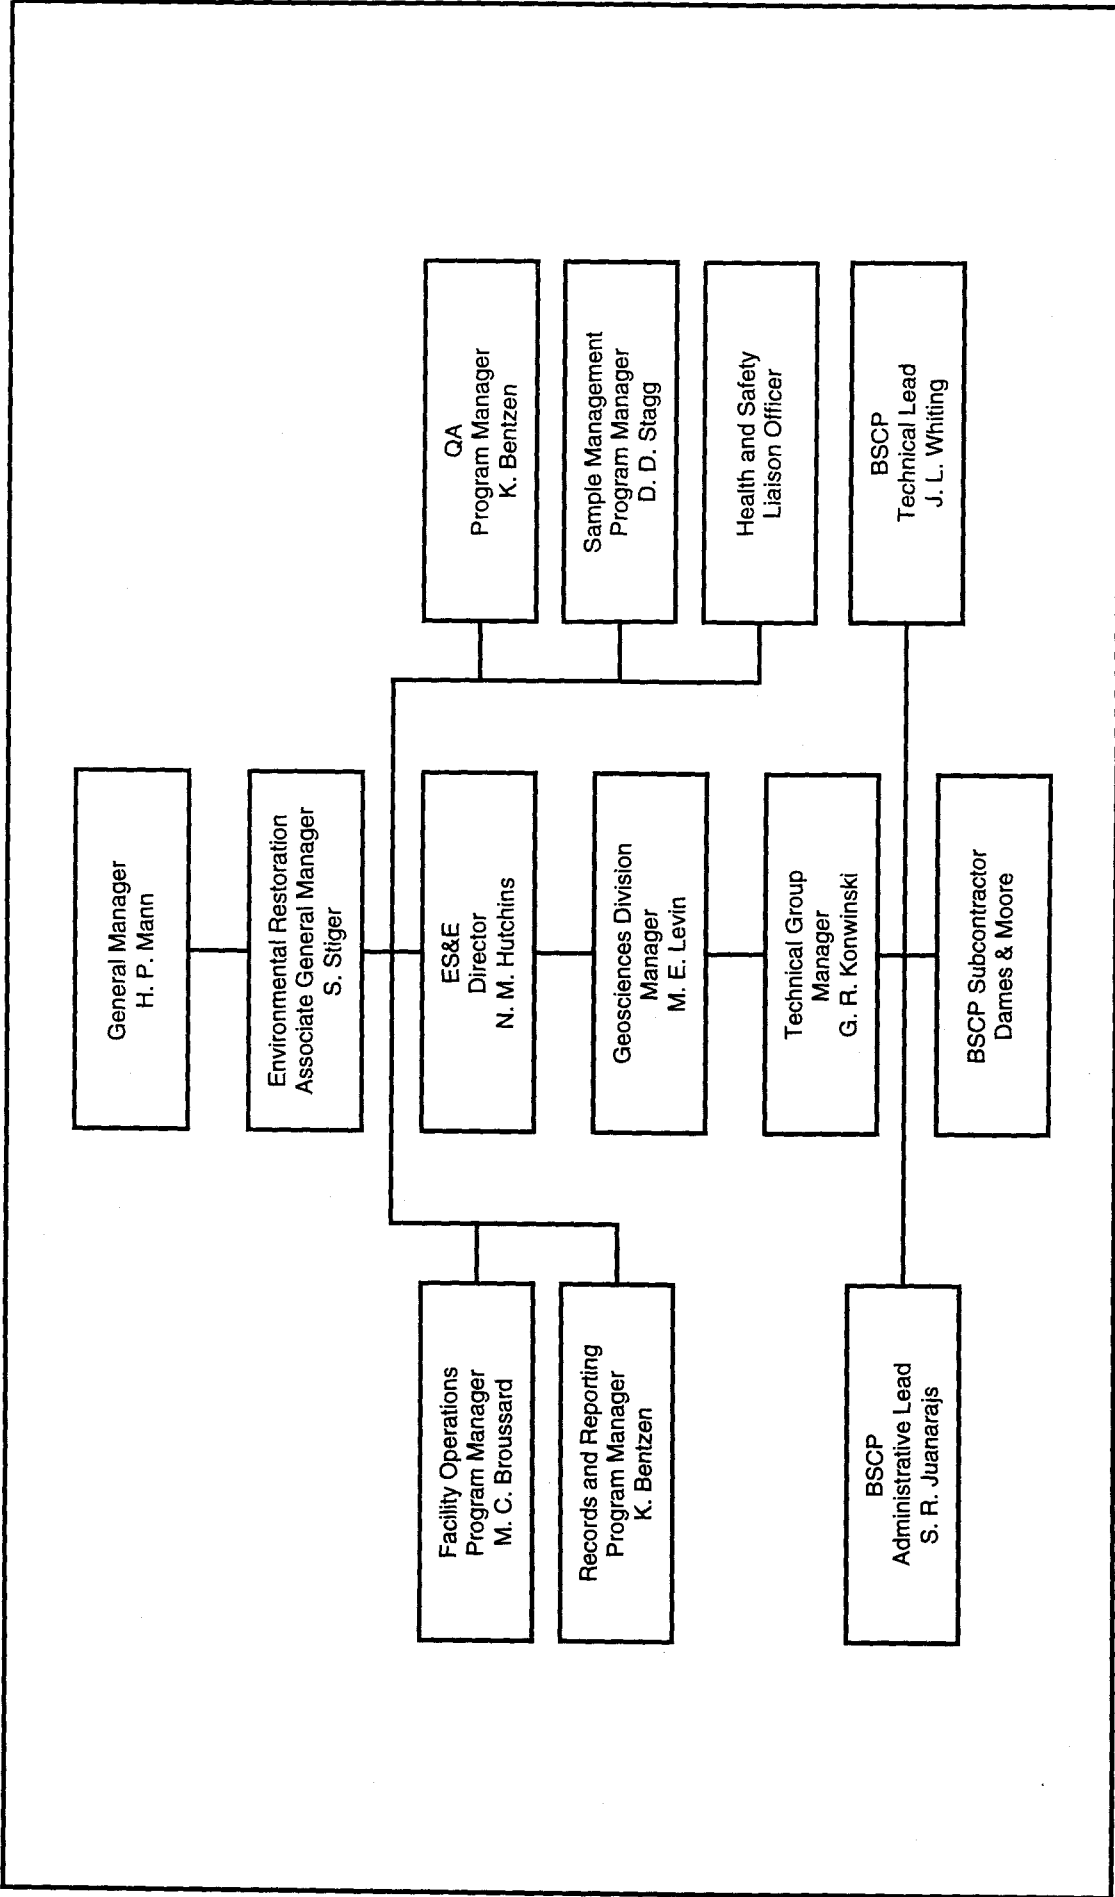 General Manager
H. P. Mann
Environmental Restoration
Associate General Manager
S. Stiger
Facility Operations
Program Manager
M. C. Broussard
Records and Reporting
Program Manager
K. Bentzen
ES&E
Director
N. M. Hutchins
QA
Program Manager
K. Bentzen
Sample Management
Program Manager
D. D. Stagg
Health and Safety
Liaison Officer
Geosciences Division
Manager
M. E. Levin
Technical Group
Manager
G. R. Konwinski
BSCP
Administrative Lead
S. R. Juanarajs
BSCP
Technical Lead
J. L. Whiting
BSCP Subcontractor
Dames & Moore